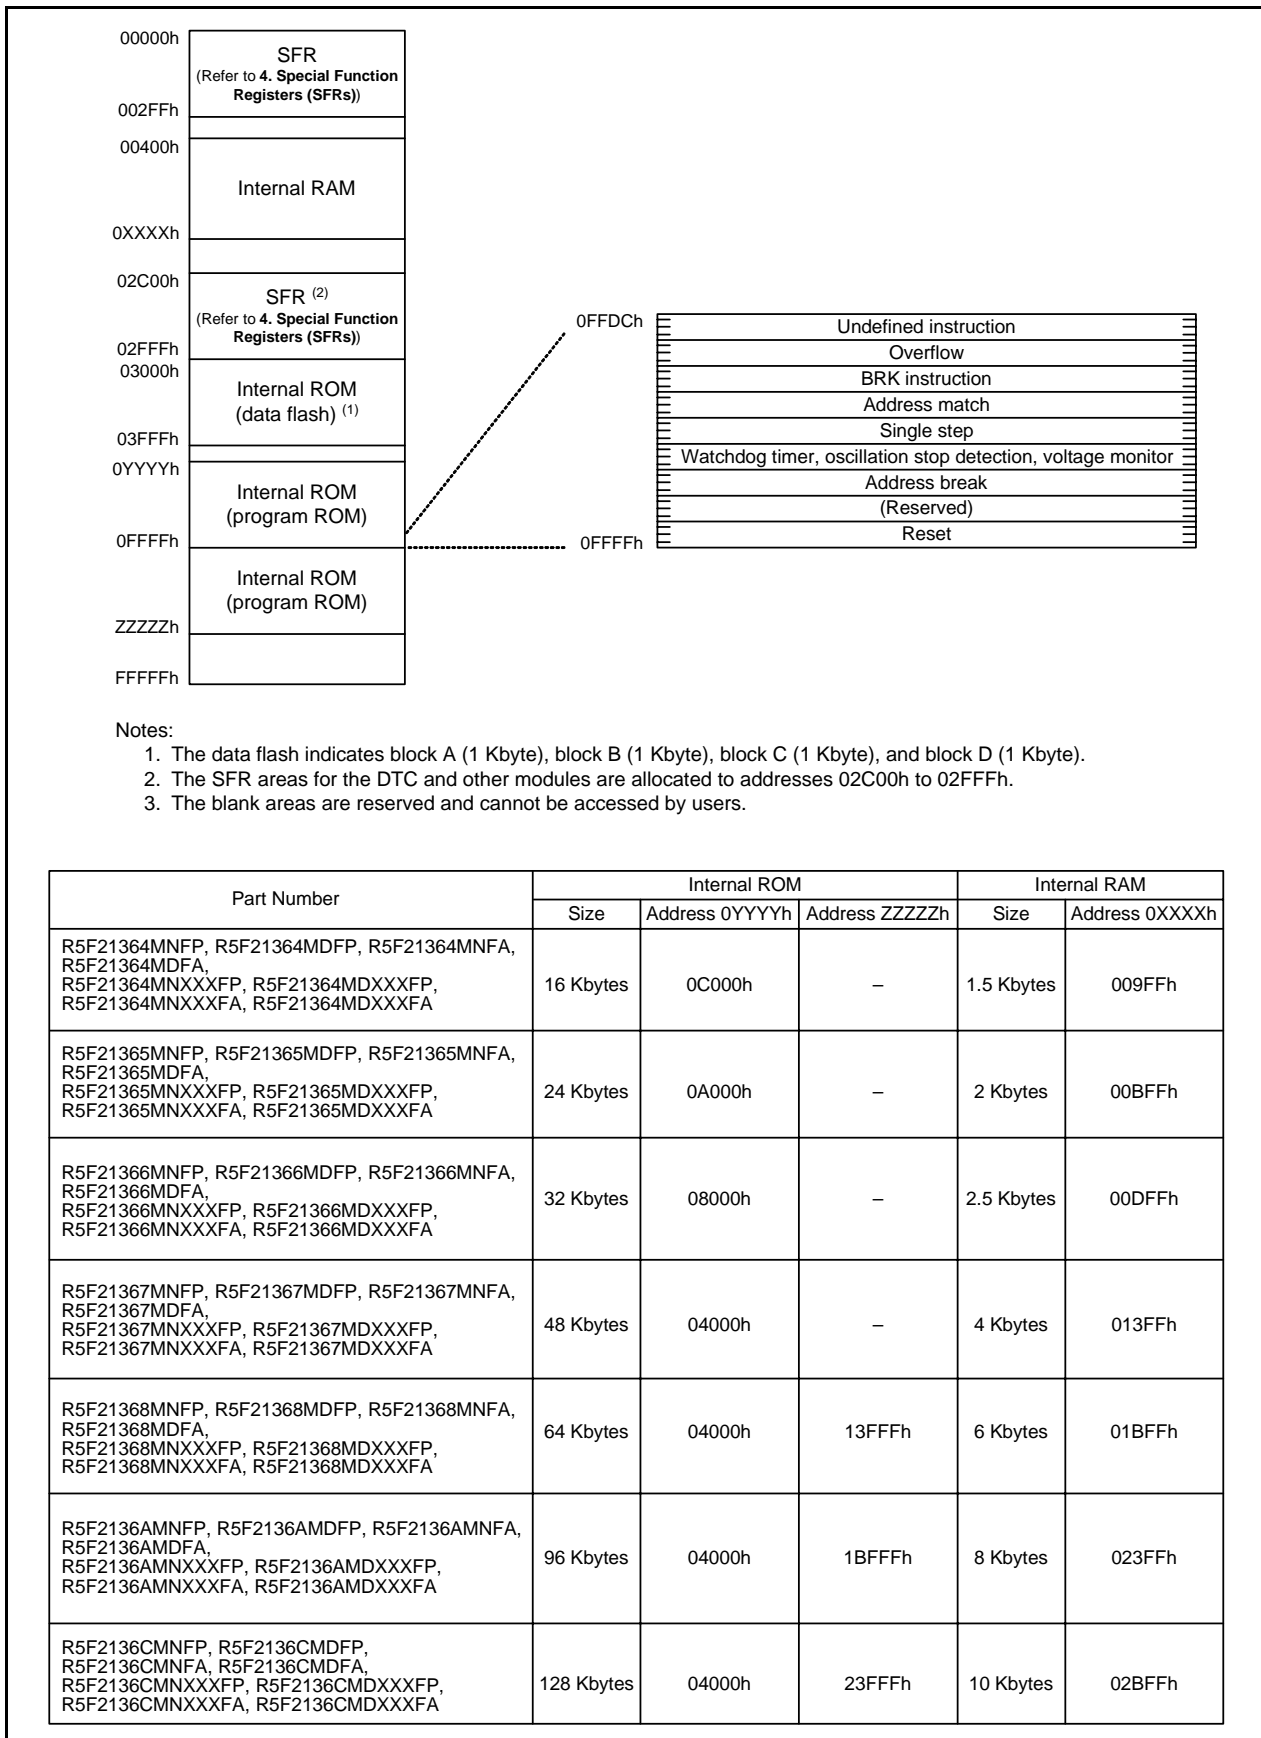 00000h
SFR
(Refer to 4. Special Function
Registers (SFRs))
002FFh
00400h
Internal RAM
0XXXXh
02C00h
SFR (2)
(Refer to 4. Special Function
Registers (SFRs))
02FFFh
03000h
Internal ROM
(data flash) (1)
03FFFh
0YYYYh
Internal ROM
(program ROM)
0FFFFh
Internal ROM
(program ROM)
ZZZZZh
FFFFFh
0FFDCh
Undefined instruction
Overflow
BRK instruction
Address match
Single step
Watchdog timer, oscillation stop detection, voltage monitor
Address break
(Reserved)
0FFFFh
Reset
Notes:
1. The data flash indicates block A (1 Kbyte), block B (1 Kbyte), block C (1 Kbyte), and block D (1 Kbyte).
2. The SFR areas for the DTC and other modules are allocated to addresses 02C00h to 02FFFh.
3. The blank areas are reserved and cannot be accessed by users.
Part Number
Internal ROM
Internal RAM
Size
Address 0YYYYh
Address ZZZZZh
Size
Address 0XXXXh
R5F21364MNFP, R5F21364MDFP, R5F21364MNFA,
R5F21364MDFA,
R5F21364MNXXXFP, R5F21364MDXXXFP,
R5F21364MNXXXFA, R5F21364MDXXXFA
16 Kbytes
0C000h
–
1.5 Kbytes
009FFh
R5F21365MNFP, R5F21365MDFP, R5F21365MNFA,
R5F21365MDFA,
R5F21365MNXXXFP, R5F21365MDXXXFP,
R5F21365MNXXXFA, R5F21365MDXXXFA
24 Kbytes
0A000h
–
2 Kbytes
00BFFh
R5F21366MNFP, R5F21366MDFP, R5F21366MNFA,
R5F21366MDFA,
R5F21366MNXXXFP, R5F21366MDXXXFP,
R5F21366MNXXXFA, R5F21366MDXXXFA
32 Kbytes
08000h
–
2.5 Kbytes
00DFFh
R5F21367MNFP, R5F21367MDFP, R5F21367MNFA,
R5F21367MDFA,
R5F21367MNXXXFP, R5F21367MDXXXFP,
R5F21367MNXXXFA, R5F21367MDXXXFA
48 Kbytes
04000h
–
4 Kbytes
013FFh
R5F21368MNFP, R5F21368MDFP, R5F21368MNFA,
R5F21368MDFA,
R5F21368MNXXXFP, R5F21368MDXXXFP,
R5F21368MNXXXFA, R5F21368MDXXXFA
64 Kbytes
04000h
13FFFh
6 Kbytes
01BFFh
R5F2136AMNFP, R5F2136AMDFP, R5F2136AMNFA,
R5F2136AMDFA,
R5F2136AMNXXXFP, R5F2136AMDXXXFP,
R5F2136AMNXXXFA, R5F2136AMDXXXFA
96 Kbytes
04000h
1BFFFh
8 Kbytes
023FFh
R5F2136CMNFP, R5F2136CMDFP,
R5F2136CMNFA, R5F2136CMDFA,
R5F2136CMNXXXFP, R5F2136CMDXXXFP,
R5F2136CMNXXXFA, R5F2136CMDXXXFA
128 Kbytes
04000h
23FFFh
10 Kbytes
02BFFh